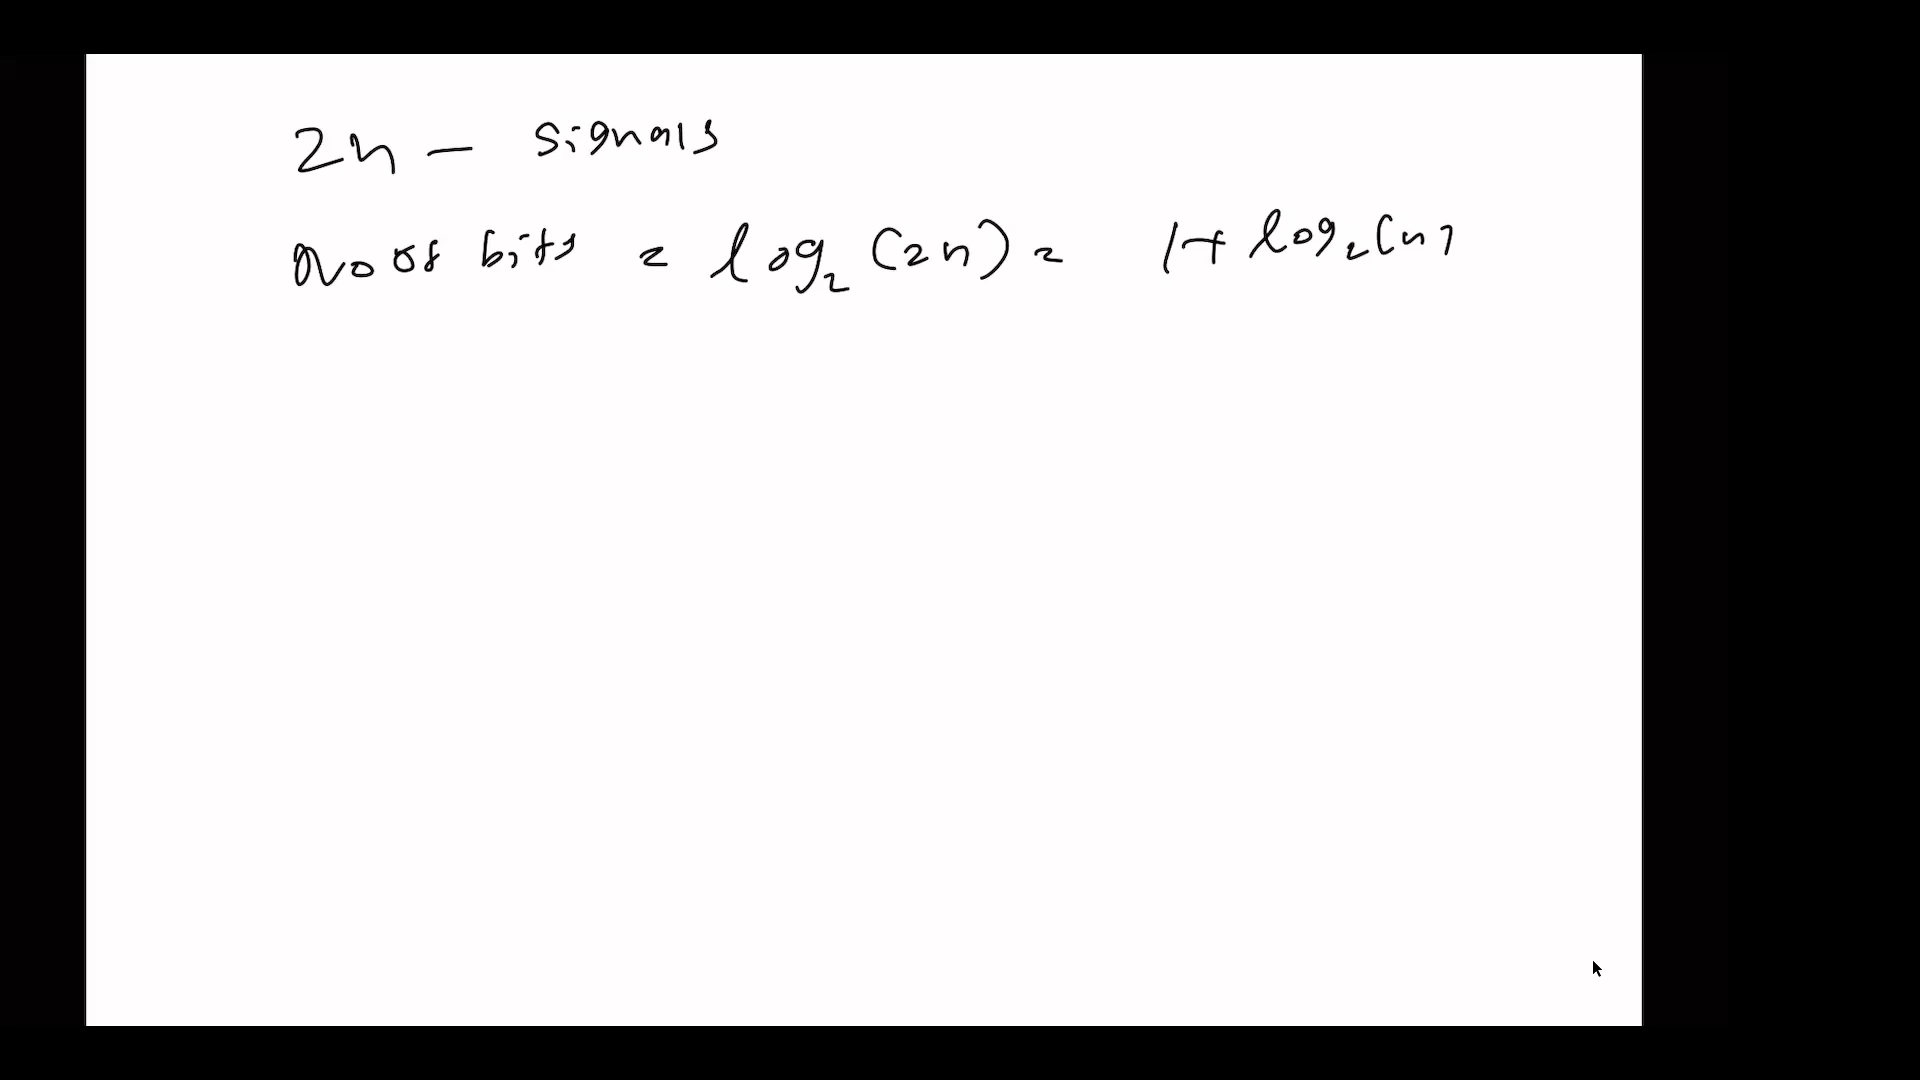 2n - signals
No of bits = log₂ (2n) = 1 + log₂(n)